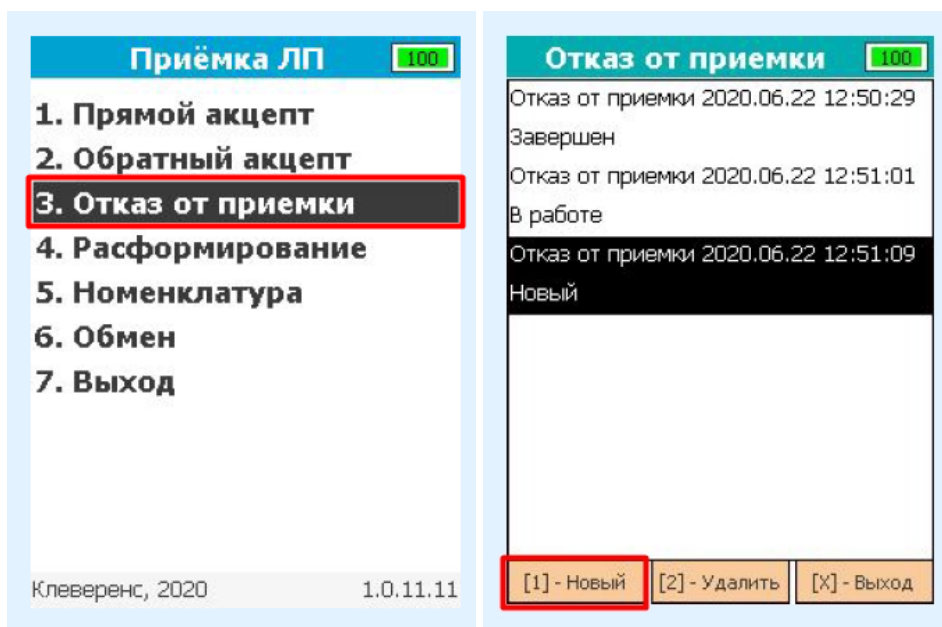 Приёмка ЛП
100
1. Прямой акцепт
2. Обратный акцепт
3. Отказ от приемки
4. Расформирование
5. Номенклатура
6. Обмен
7. Выход
Клеверенс, 2020 1.0.11.11
Отказ от приемки
100
Отказ от приемки 2020.06.22 12:50:29
Завершен
Отказ от приемки 2020.06.22 12:51:01
В работе
Отказ от приемки 2020.06.22 12:51:09
Новый
[1] - Новый [2] - Удалить [X] - Выход